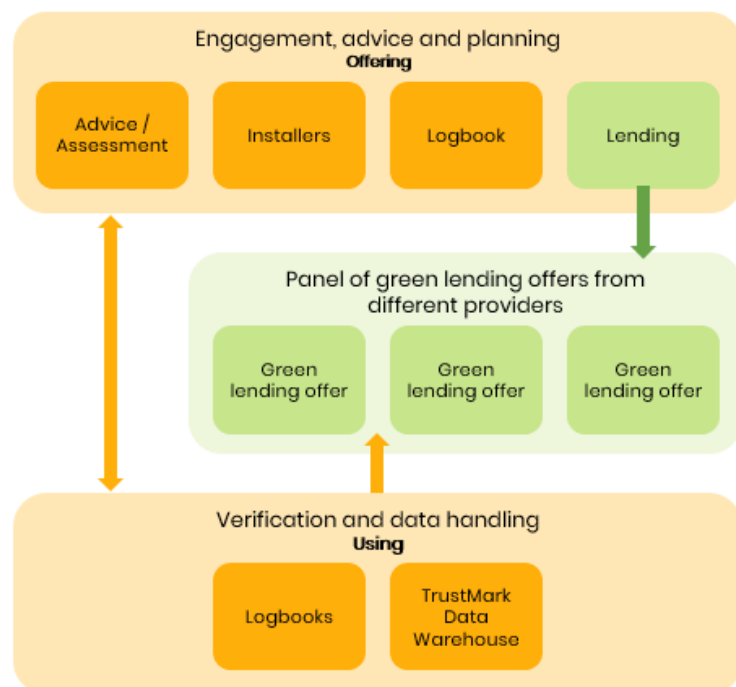 Engagement, advice and planning
Offering
Advice /
Assessment
Installers
Logbook
Lending
Panel of green lending offers from
different providers
Green
lending offer
Green
lending offer
Green
lending offer
Verification and data handling
Using
Logbooks
TrustMark
Data
Warehouse